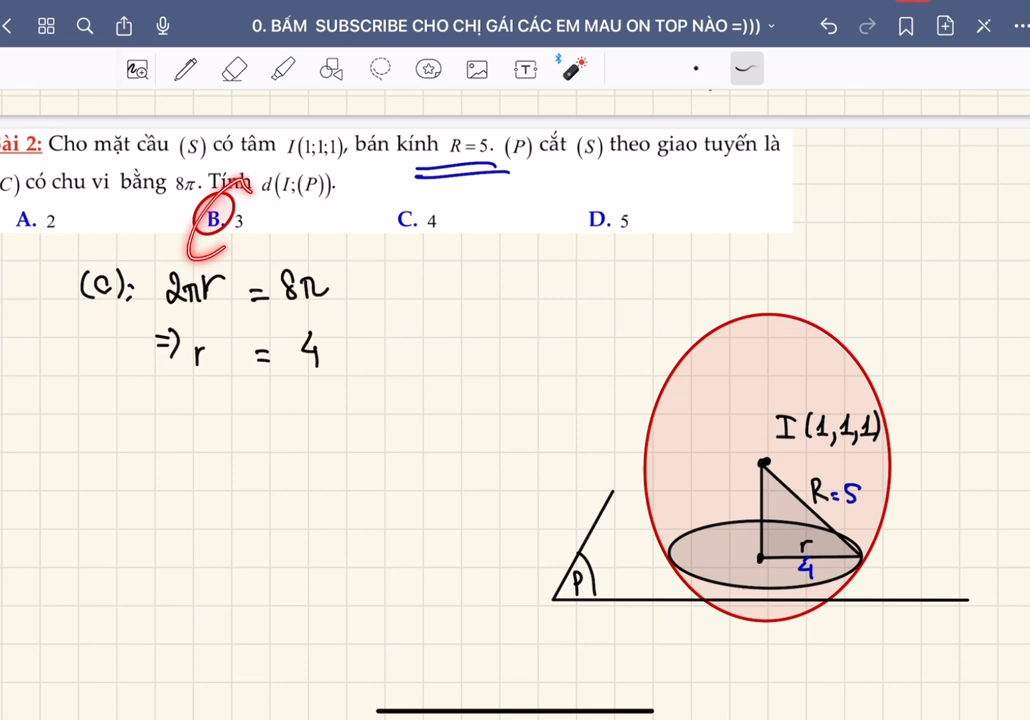 0. BẤM SUBSCRIBE CHO CHỊ GÁI CÁC EM MAU ON TOP NÀO =)))
ài 2: Cho mặt cầu (S) có tâm I(1;1;1), bán kính R = 5. (P) cắt (S) theo giao tuyến là
C) có chu vi bằng 8π. Tính d(I;(P)).
A. 2 B. 3 C. 4 D. 5
(C): 2πr = 8π
=> r = 4
I (1,1,1)
R = 5
r
4
P